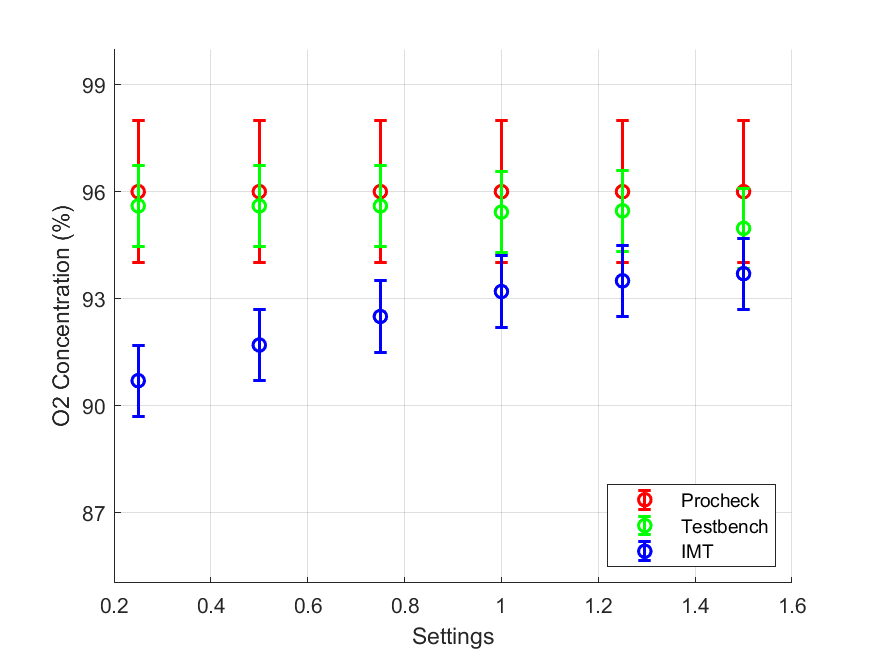 99
96
93
90
87
O2 Concentration (%)
0.2 0.4 0.6 0.8 1 1.2 1.4 1.6
Settings
Procheck
Testbench
IMT